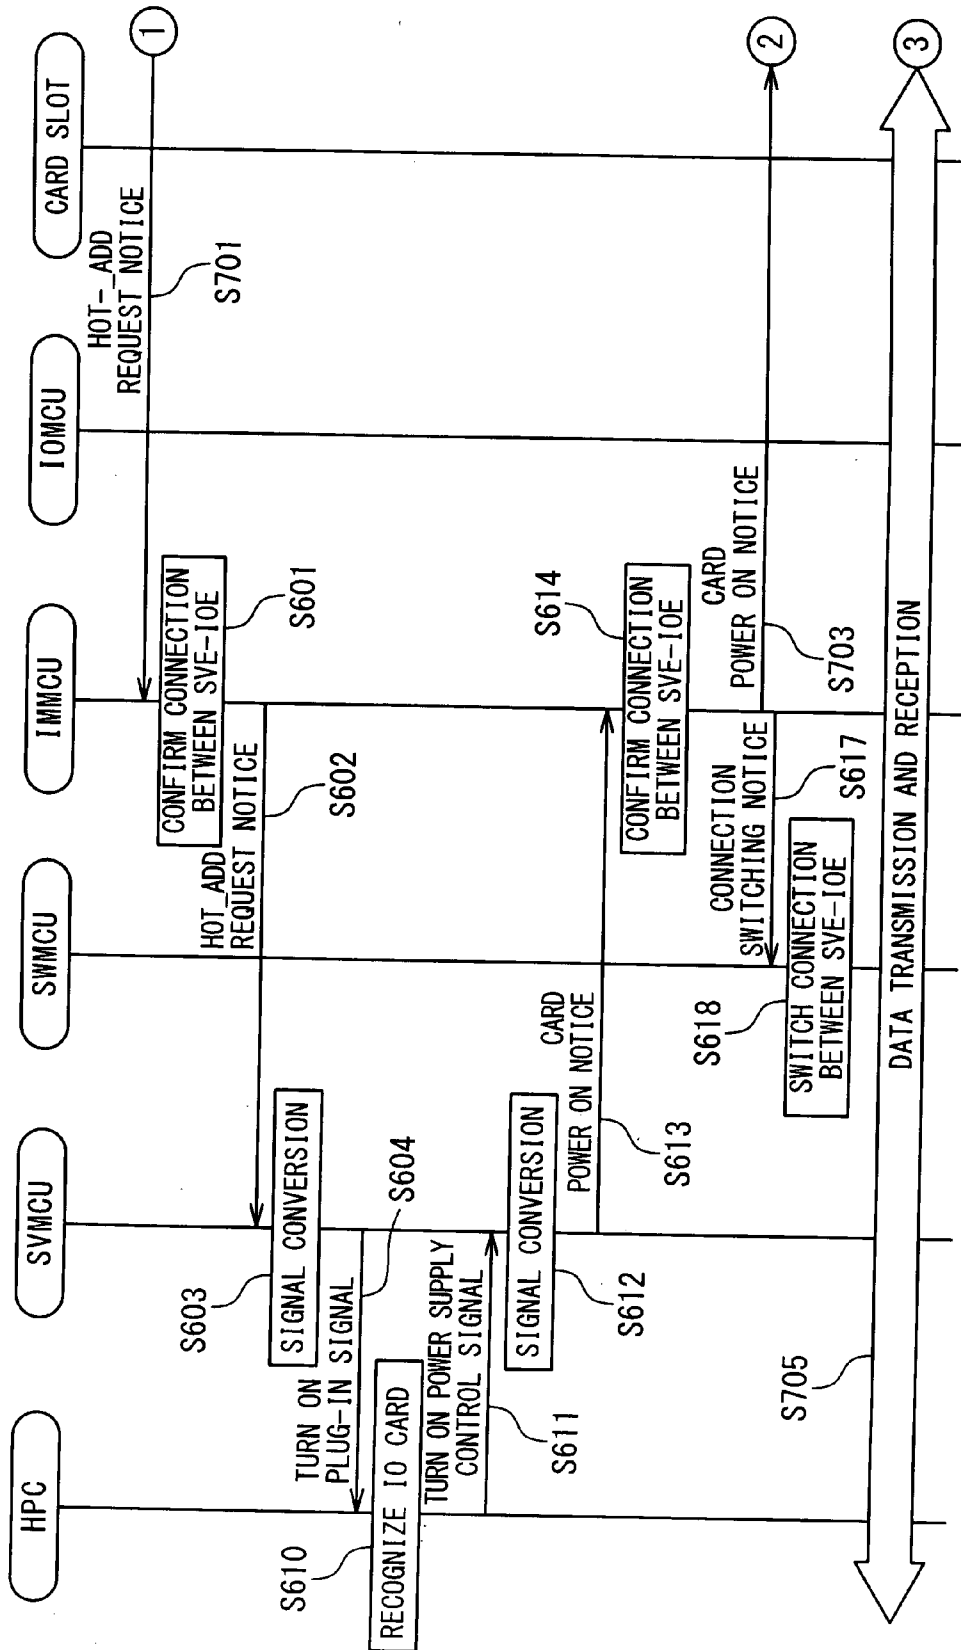 HPC
SVMCU
SWMCU
IMMCU
IOMCU
CARD SLOT
1
HOT-_ADD
REQUEST NOTICE
S701
CONFIRM CONNECTION
BETWEEN SVE-IOE
S601
HOT_ADD
REQUEST NOTICE
S602
S603
SIGNAL CONVERSION
TURN ON
PLUG-IN SIGNAL
S604
S610
RECOGNIZE IO CARD
TURN ON POWER SUPPLY
CONTROL SIGNAL
S611
SIGNAL CONVERSION
S612
CARD
POWER ON NOTICE
S613
S614
CONFIRM CONNECTION
BETWEEN SVE-IOE
CARD
POWER ON NOTICE
S703
2
CONNECTION
SWITCHING NOTICE
S617
S618
SWITCH CONNECTION
BETWEEN SVE-IOE
S705
DATA TRANSMISSION AND RECEPTION
3